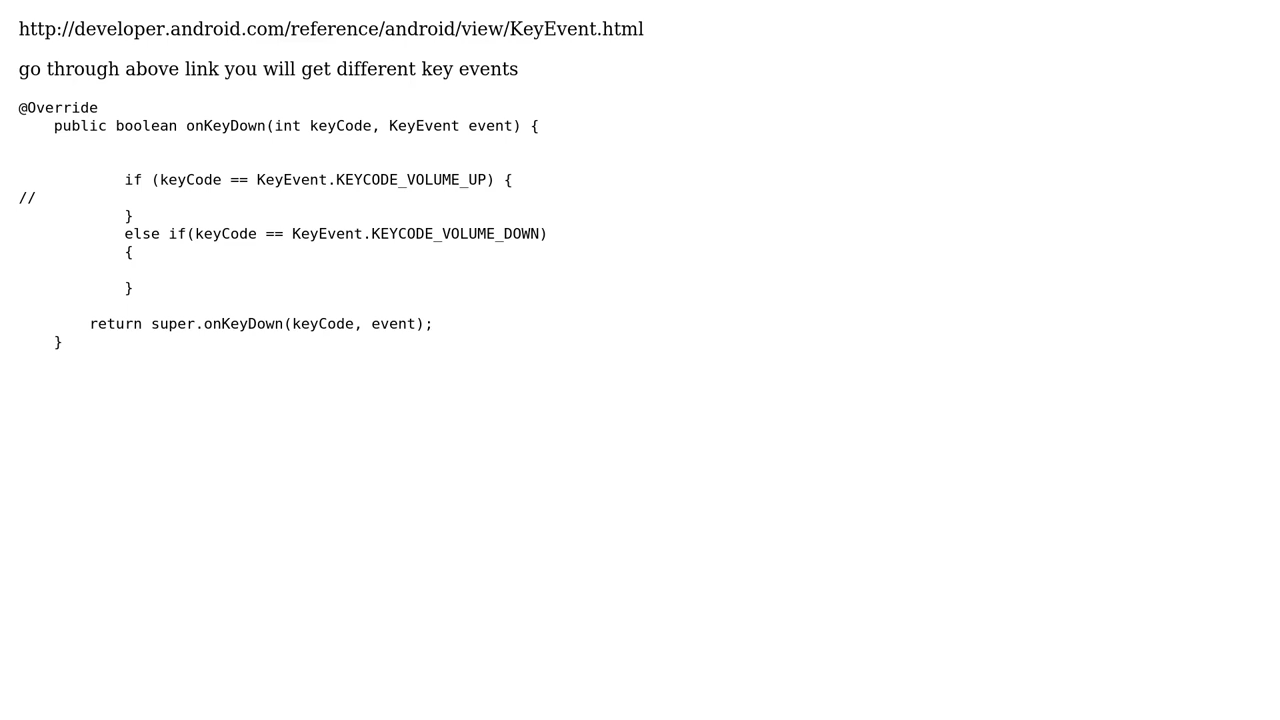 http://developer.android.com/reference/android/view/KeyEvent.html
go through above link you will get different key events
@Override
    public boolean onKeyDown(int keyCode, KeyEvent event) {
            if (keyCode == KeyEvent.KEYCODE_VOLUME_UP) {
//
            }
            else if(keyCode == KeyEvent.KEYCODE_VOLUME_DOWN)
            {
            }
        return super.onKeyDown(keyCode, event);
    }